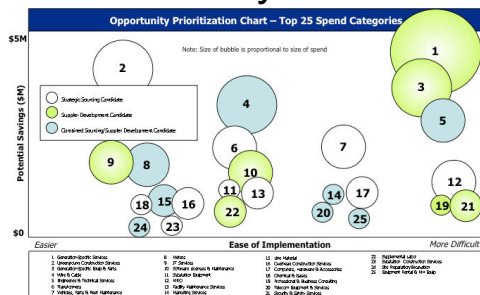 Opportunity Prioritization Chart – Top 25 Spend Categories
$5M
Note: Size of bubble is proportional to size of spend
1
2
3
Strategic Sourcing Candidate
Supplier Development Candidate
Combined Sourcing/Supplier Development Candidate
4
5
Potential Savings ($M)
6
7
9
8
10
11
13
12
14
17
18
15
16
22
20
25
19
21
24
23
$0
Easier
Ease of Implementation
More Difficult
1 Generation-Specific Services
2 Underground Construction Services
3 Generation-Specific Equip & Parts
4 Wire & Cable
5 Engineering & Technical Services
6 Transformers
7 Vehicles, Parts & Fleet Maintenance
8 Meters
9 IT Services
10 Software Licenses & Maintenance
11 Substation Equipment
12 MRO
13 Facility Maintenance Services
14 Marketing Services
15 Line Material
16 Overhead Construction Services
17 Computers, Hardware & Accessories
18 Chemicals & Gases
19 Professional & Business Consulting
20 Telecom Equipment & Services
21 Security & Safety Services
22 Supplemental Labor
23 Substation Construction Services
24 Site Preparation/Excavation
25 Equipment Rental & Non Equip